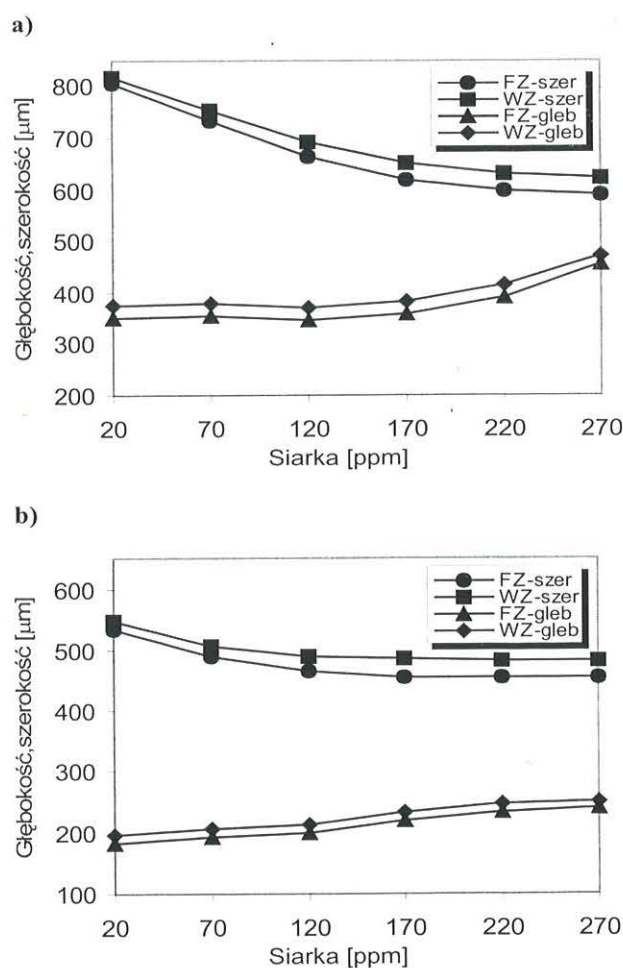 a)
Głębokość,szerokość [µm]
800
700
600
500
400
300
200
FZ-szer
WZ-szer
FZ-gleb
WZ-gleb
20 70 120 170 220 270
Siarka [ppm]
b)
Głębokość,szerokość [µm]
600
500
400
300
200
100
FZ-szer
WZ-szer
FZ-gleb
WZ-gleb
20 70 120 170 220 270
Siarka [ppm]